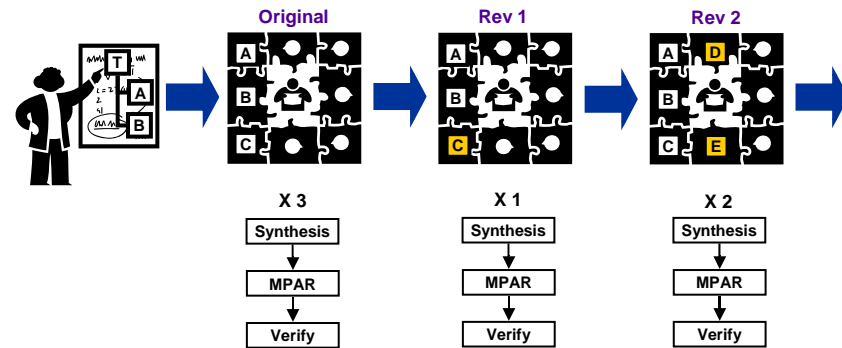 Original
Rev 1
Rev 2
T
A
B
A
B
C
A
B
C
A
D
B
C
E
X 3
X 1
X 2
Synthesis
Synthesis
Synthesis
MPAR
MPAR
MPAR
Verify
Verify
Verify